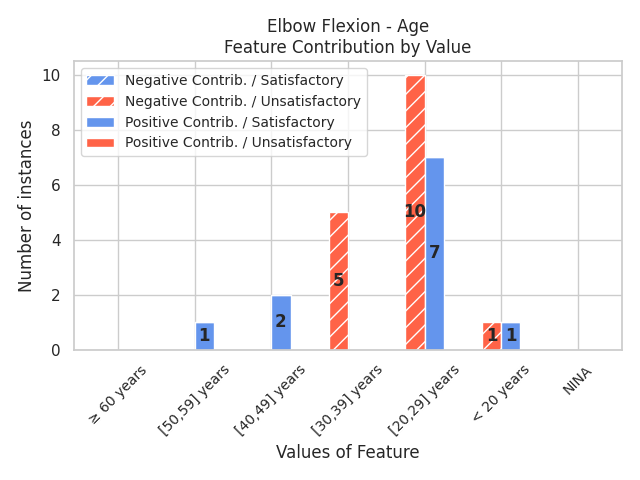 Elbow Flexion - Age
Feature Contribution by Value
Negative Contrib. / Satisfactory
Negative Contrib. / Unsatisfactory
Positive Contrib. / Satisfactory
Positive Contrib. / Unsatisfactory
Number of instances
10
8
6
4
2
0
1
2
5
10
7
1
1
≥ 60 years
[50,59] years
[40,49] years
[30,39] years
[20,29] years
< 20 years
NINA
Values of Feature